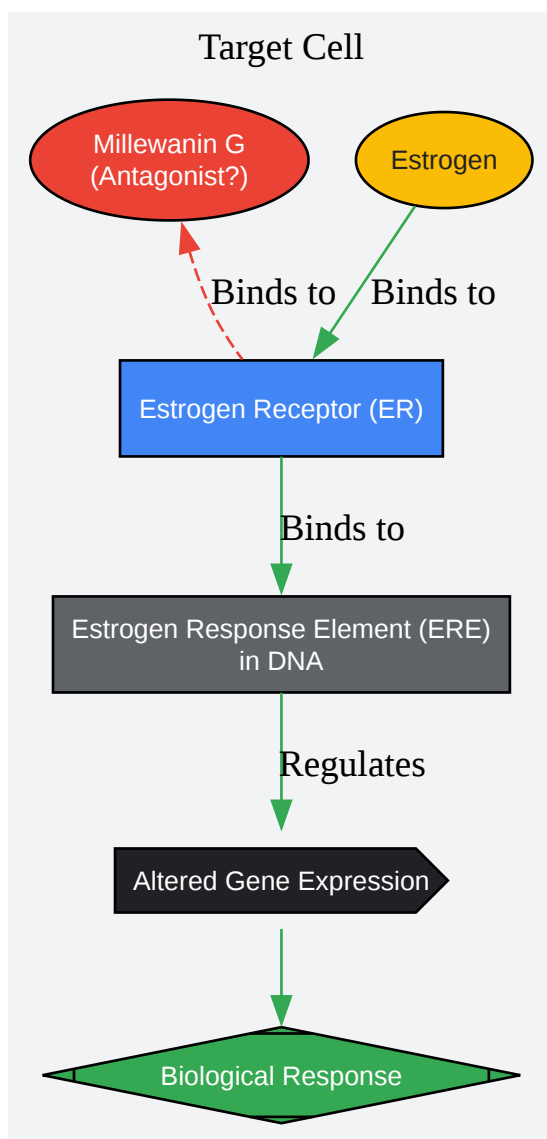 Target Cell
Millewanin G
(Antagonist?)
Estrogen
Binds to
Binds to
Estrogen Receptor (ER)
Binds to
Estrogen Response Element (ERE)
in DNA
Regulates
Altered Gene Expression
Biological Response